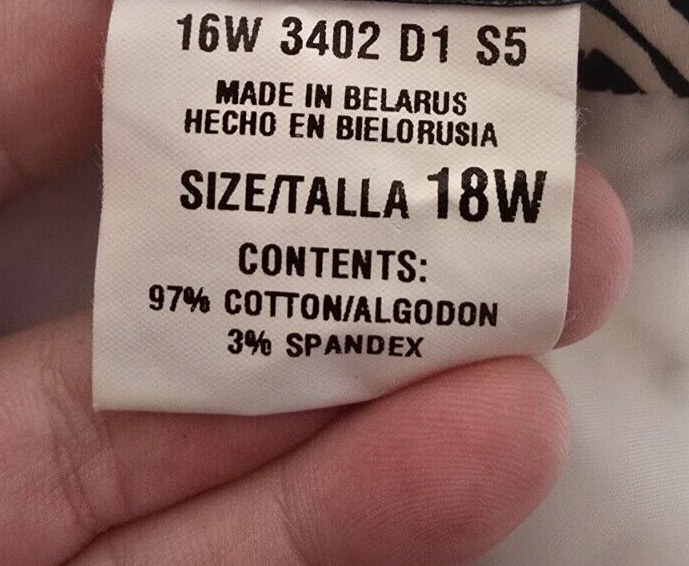 16W 3402 D1 S5
MADE IN BELARUS
HECHO EN BIELORUSIA
SIZE/TALLA 18W
CONTENTS:
97% COTTON/ALGODON
3% SPANDEX